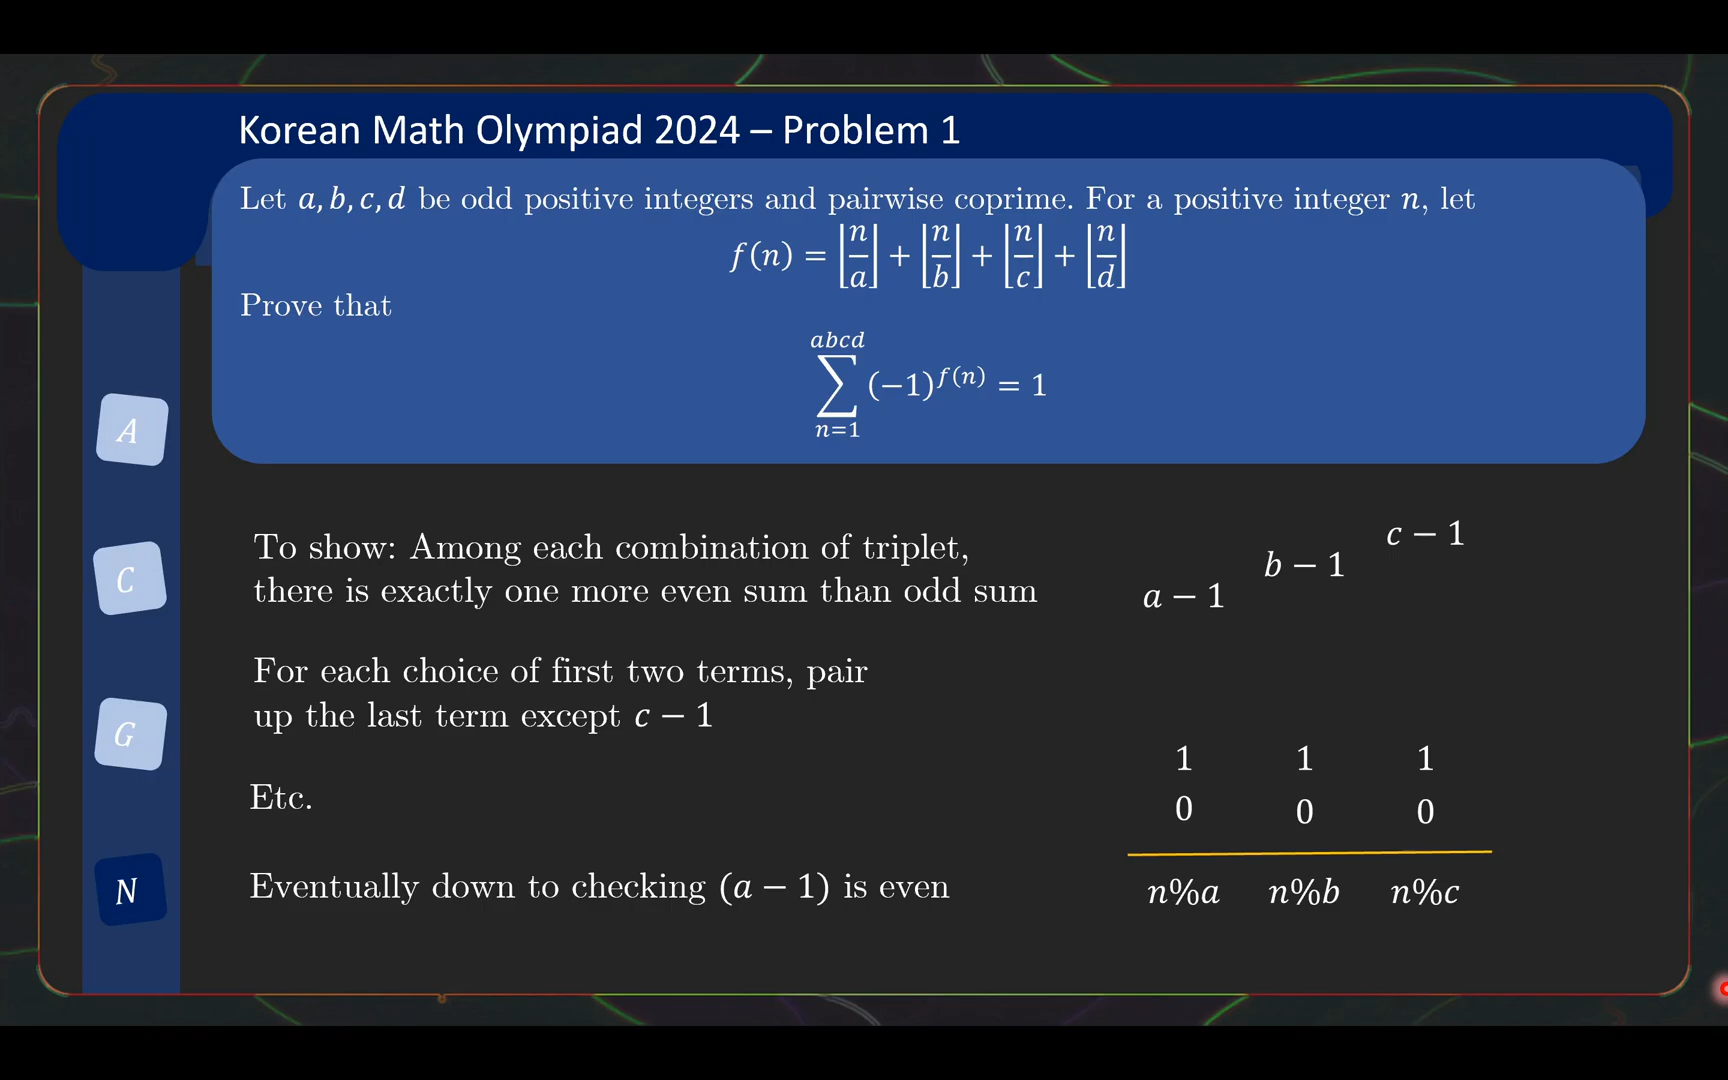 Korean Math Olympiad 2024 – Problem 1
Let a, b, c, d be odd positive integers and pairwise coprime. For a positive integer n, let
f(n) = ⌊n/a⌋ + ⌊n/b⌋ + ⌊n/c⌋ + ⌊n/d⌋
Prove that
∑_{n=1}^{abcd} (−1)^{f(n)} = 1
A
C
G
N
To show: Among each combination of triplet,
there is exactly one more even sum than odd sum
For each choice of first two terms, pair
up the last term except c − 1
Etc.
Eventually down to checking (a − 1) is even
c − 1
b − 1
a − 1
1 1 1
0 0 0
n%a n%b n%c